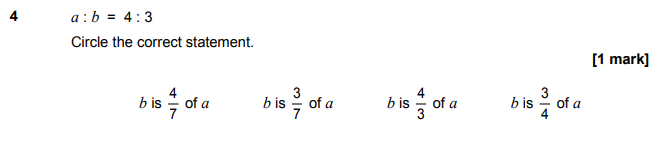 4 a : b = 4 : 3
Circle the correct statement.
[1 mark]
b is 4/7 of a b is 3/7 of a b is 4/3 of a b is 3/4 of a